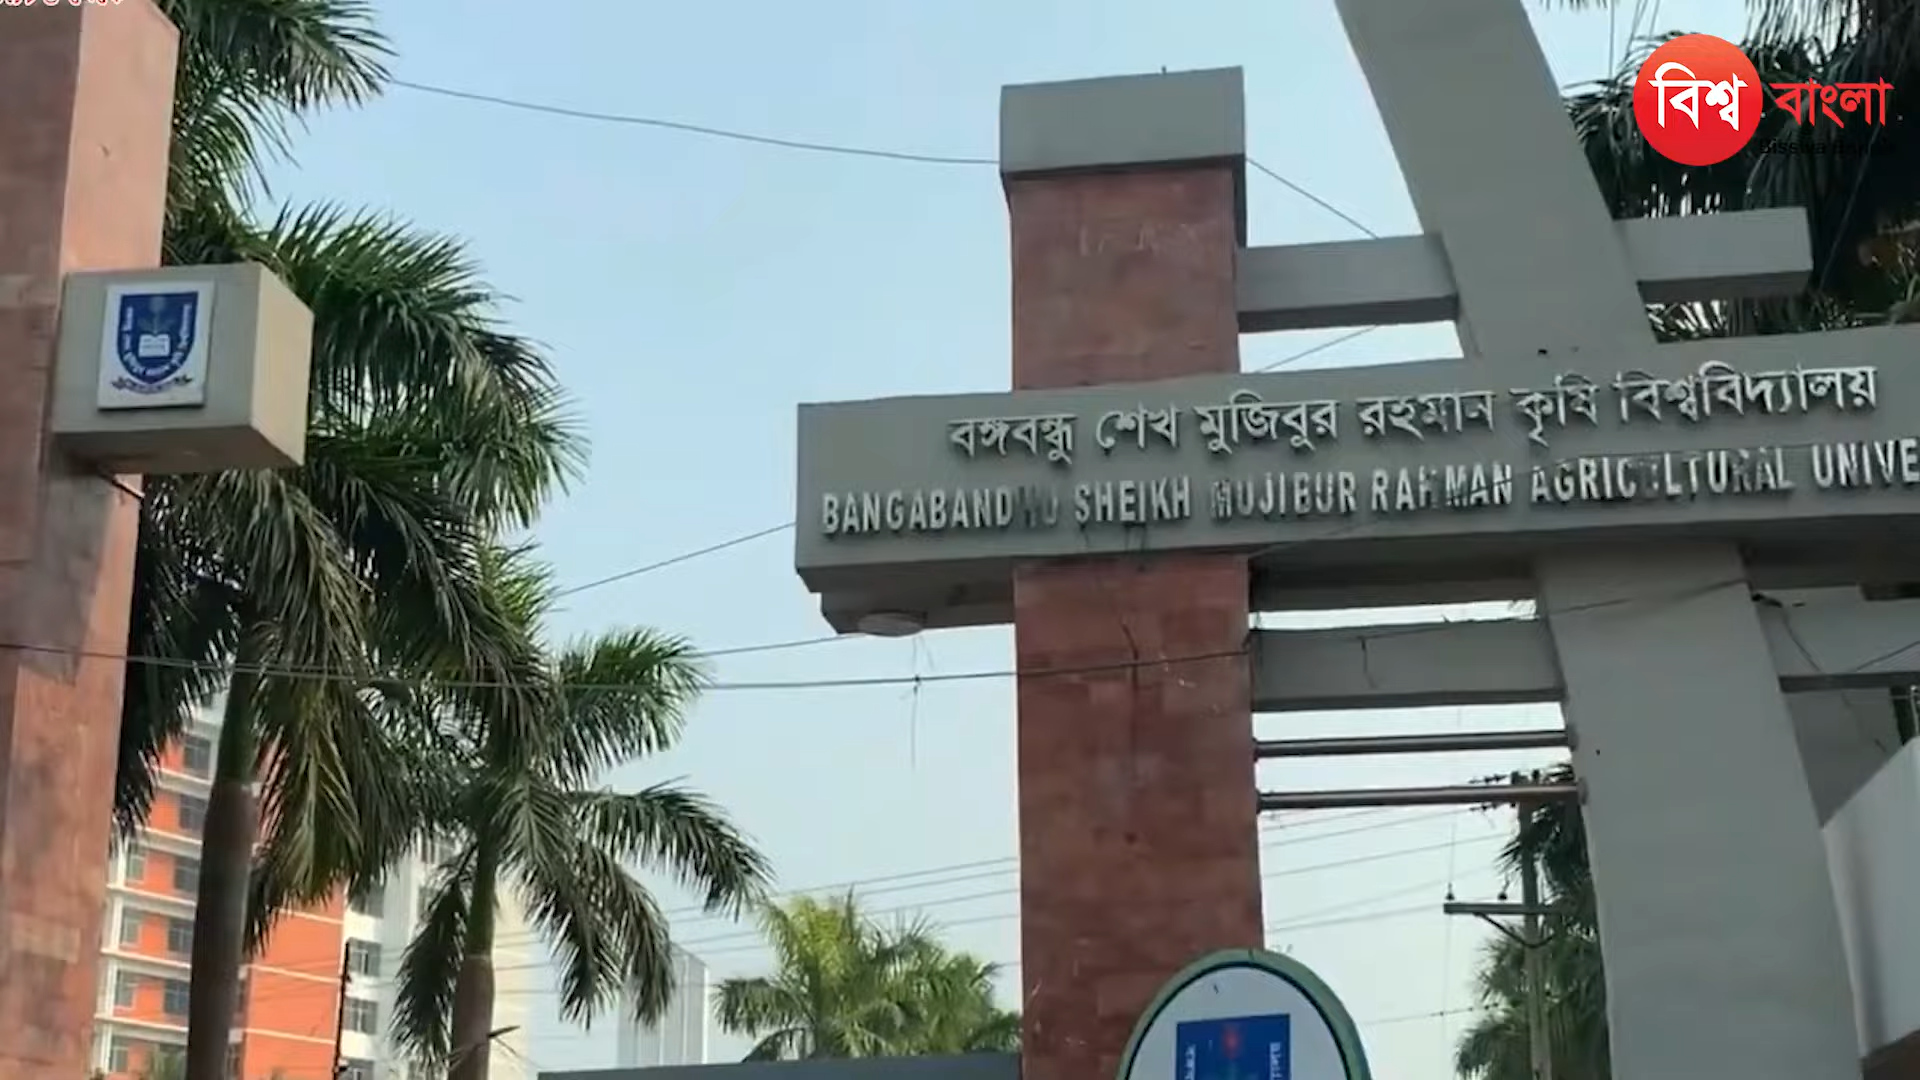 বিশ্ব বাংলা
বঙ্গবন্ধু শেখ মুজিবুর রহমান কৃষি বিশ্ববিদ্যালয়
BANGABANDHU SHEIKH MUJIBUR RAHMAN AGRICULTURAL UNIVE